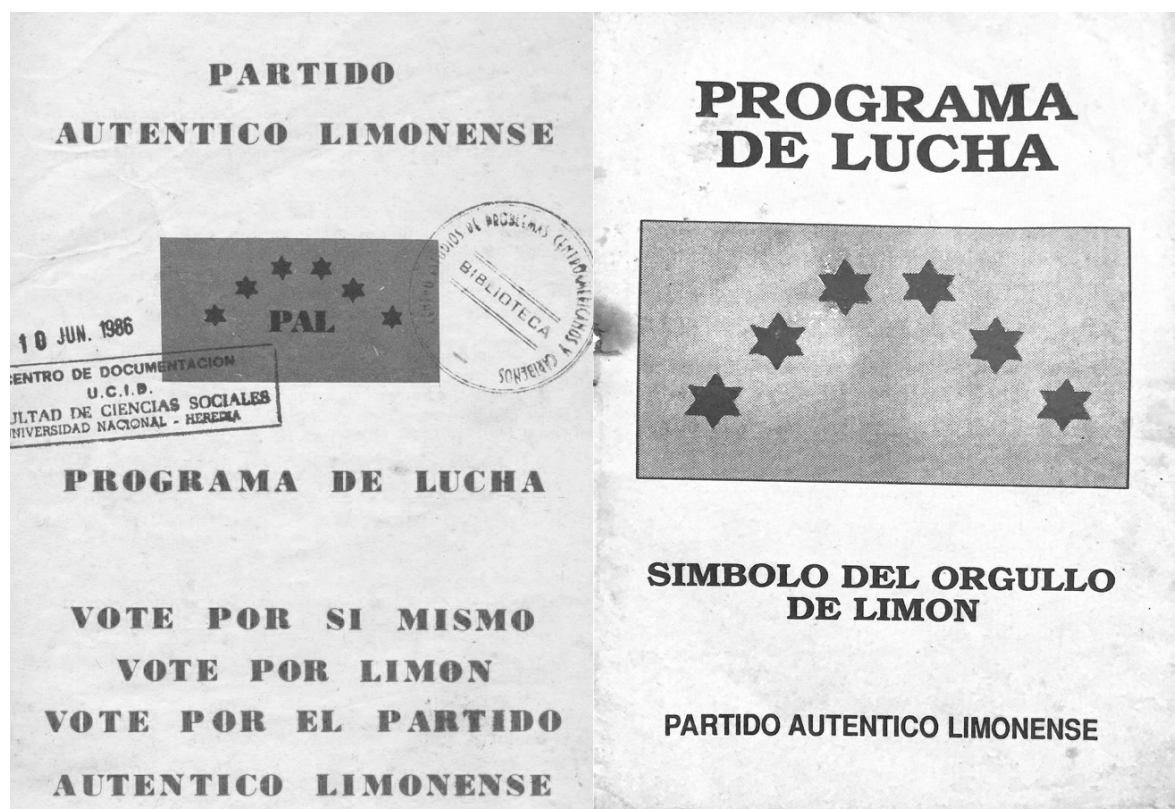 PARTIDO
AUTENTICO LIMONENSE
PAL
BIBLIOTECA
10 JUN. 1986
CENTRO DE DOCUMENTACION
U.C.I.D.
DE CIENCIAS SOCIALES
UNIVERSIDAD NACIONAL - HEREDIA
PROGRAMA DE LUCHA
VOTE POR SI MISMO
VOTE POR LIMON
VOTE POR EL PARTIDO
AUTENTICO LIMONENSE
PROGRAMA
DE LUCHA
SIMBOLO DEL ORGULLO
DE LIMON
PARTIDO AUTENTICO LIMONENSE